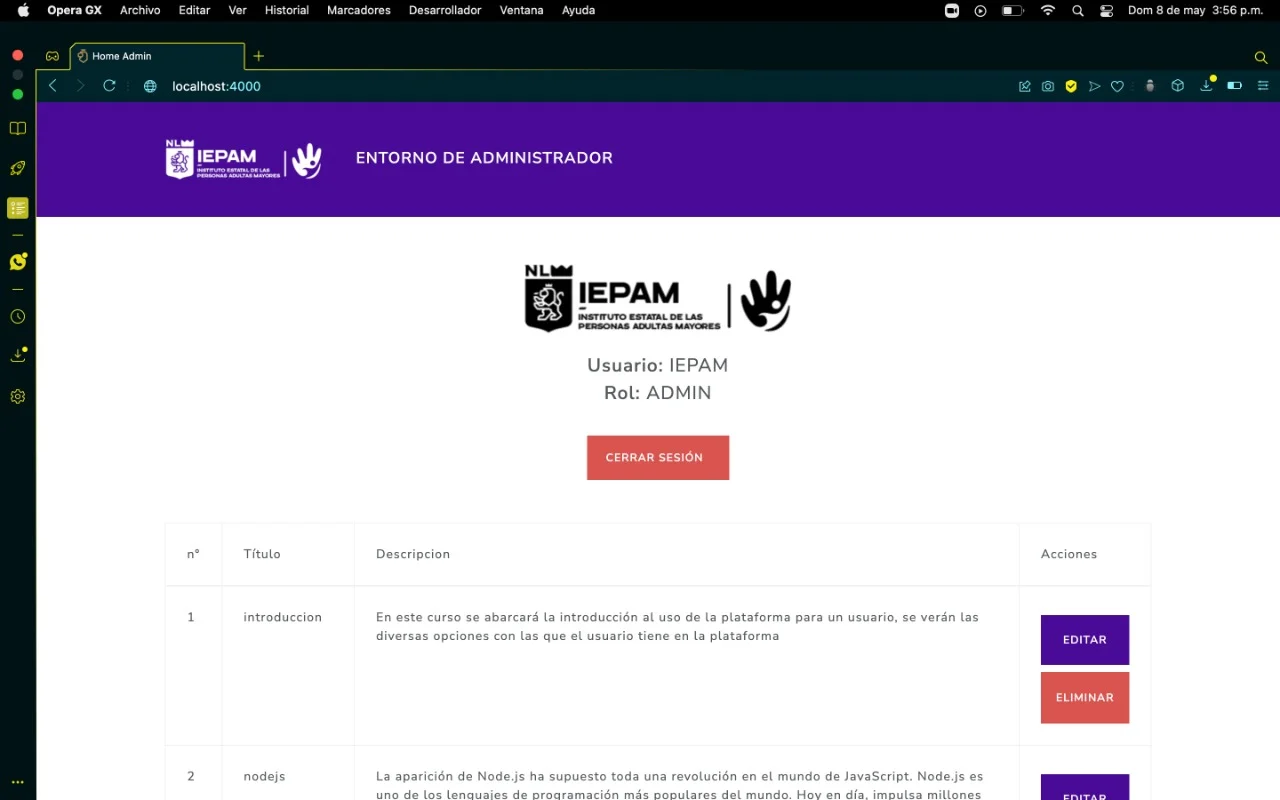 Opera GX Archivo Editar Ver Historial Marcadores Desarrollador Ventana Ayuda Dom 8 de may 3:56 p.m.
Home Admin
localhost:4000
NL
IEPAM
INSTITUTO ESTATAL DE LAS
PERSONAS ADULTAS MAYORES
ENTORNO DE ADMINISTRADOR
NL
IEPAM
INSTITUTO ESTATAL DE LAS
PERSONAS ADULTAS MAYORES
Usuario: IEPAM
Rol: ADMIN
CERRAR SESIÓN
n° Título Descripcion Acciones
1 introduccion En este curso se abarcará la introducción al uso de la plataforma para un usuario, se verán las
diversas opciones con las que el usuario tiene en la plataforma
EDITAR
ELIMINAR
2 nodejs La aparición de Node.js ha supuesto toda una revolución en el mundo de JavaScript. Node.js es
uno de los lenguajes de programación más populares del mundo. Hoy en día, impulsa millones
EDITAR